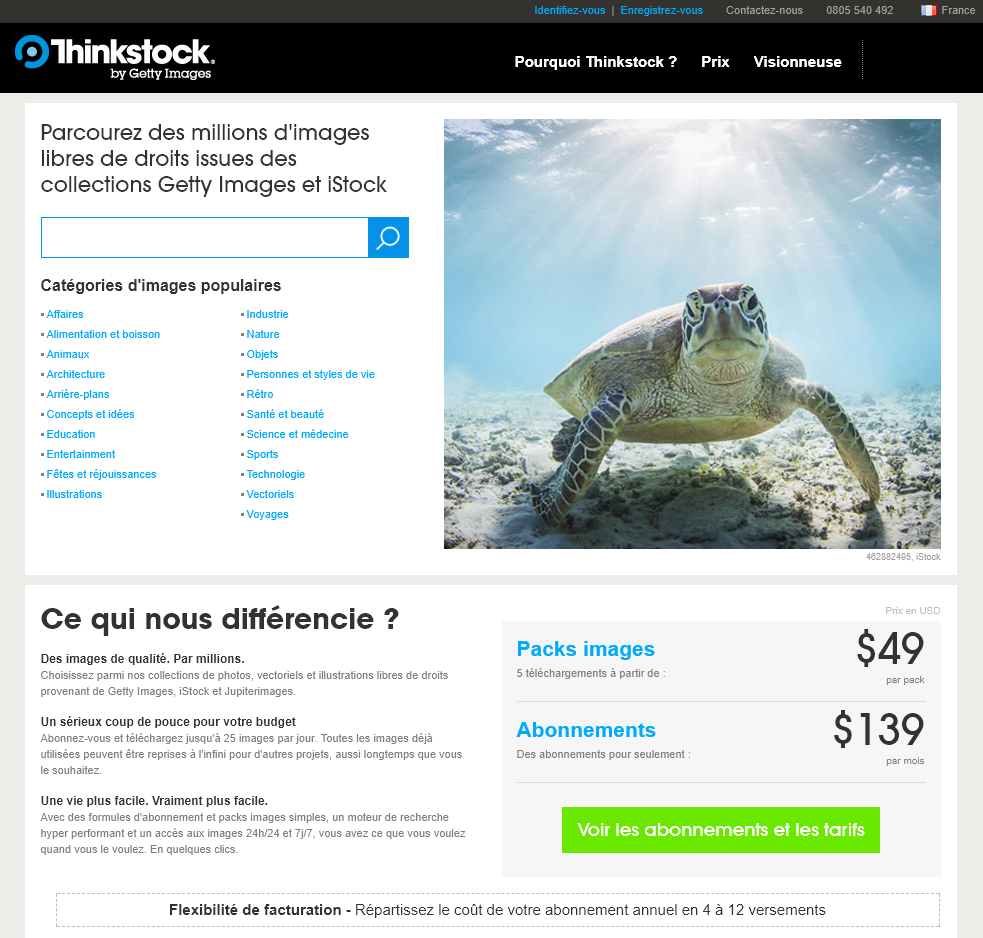 Identifiez-vous | Enregistrez-vous Contactez-nous 0805 540 492 France
Thinkstock®
by Getty Images
Pourquoi Thinkstock ? Prix Visionneuse
Parcourez des millions d'images
libres de droits issues des
collections Getty Images et iStock
Catégories d'images populaires
Affaires
Alimentation et boisson
Animaux
Architecture
Arrière-plans
Concepts et idées
Education
Entertainment
Fêtes et réjouissances
Illustrations
Industrie
Nature
Objets
Personnes et styles de vie
Rétro
Santé et beauté
Science et médecine
Sports
Technologie
Vectoriels
Voyages
462882495, iStock
Ce qui nous différencie ?
Des images de qualité. Par millions.
Choisissez parmi nos collections de photos, vectoriels et illustrations libres de droits
provenant de Getty Images, iStock et Jupiterimages.
Un sérieux coup de pouce pour votre budget
Abonnez-vous et téléchargez jusqu'à 25 images par jour. Toutes les images déjà
utilisées peuvent être reprises à l'infini pour d'autres projets, aussi longtemps que vous
le souhaitez.
Une vie plus facile. Vraiment plus facile.
Avec des formules d'abonnement et packs images simples, un moteur de recherche
hyper performant et un accès aux images 24h/24 et 7j/7, vous avez ce que vous voulez
quand vous le voulez. En quelques clics.
Prix en USD
Packs images
5 téléchargements à partir de :
$49
par pack
Abonnements
Des abonnements pour seulement :
$139
par mois
Voir les abonnements et les tarifs
Flexibilité de facturation - Répartissez le coût de votre abonnement annuel en 4 à 12 versements